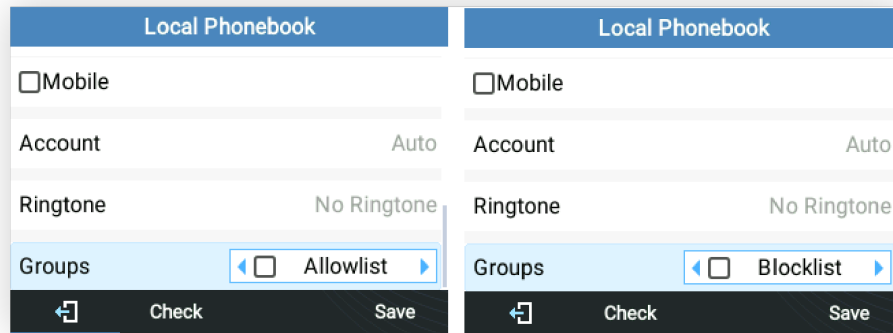 Local Phonebook
Mobile
Account Auto
Ringtone No Ringtone
Groups Allowlist
Check Save
Local Phonebook
Mobile
Account Auto
Ringtone No Ringtone
Groups Blocklist
Check Save